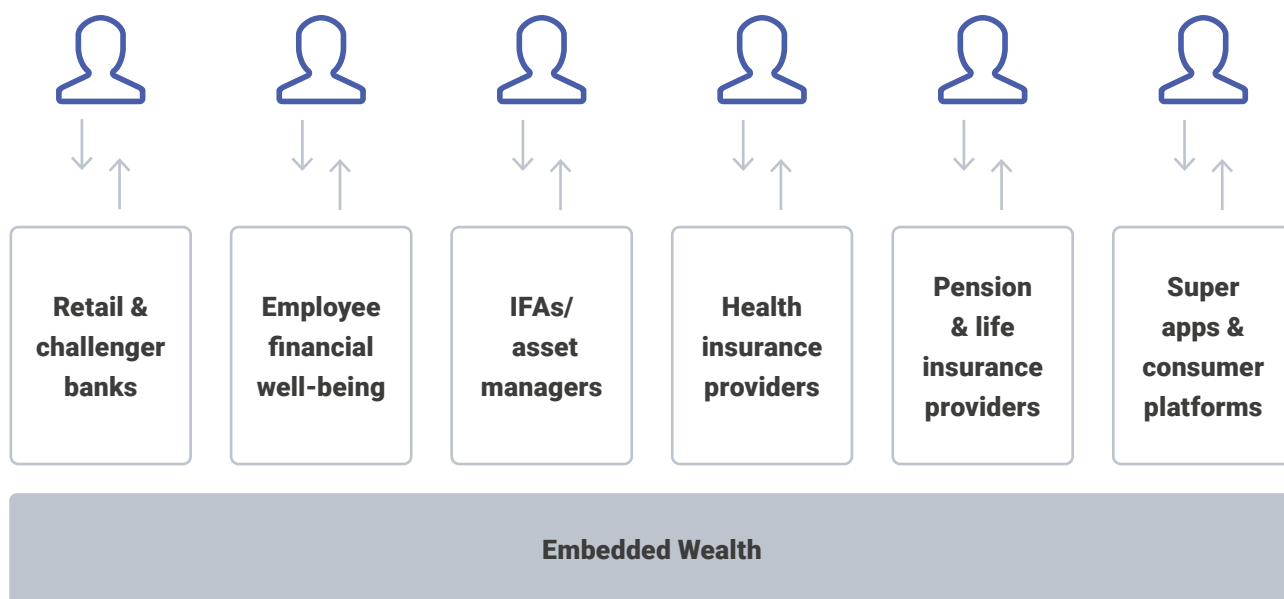 Retail &
challenger
banks
Employee
financial
well-being
IFAs/
asset
managers
Health
insurance
providers
Pension
& life
insurance
providers
Super
apps &
consumer
platforms
Embedded Wealth